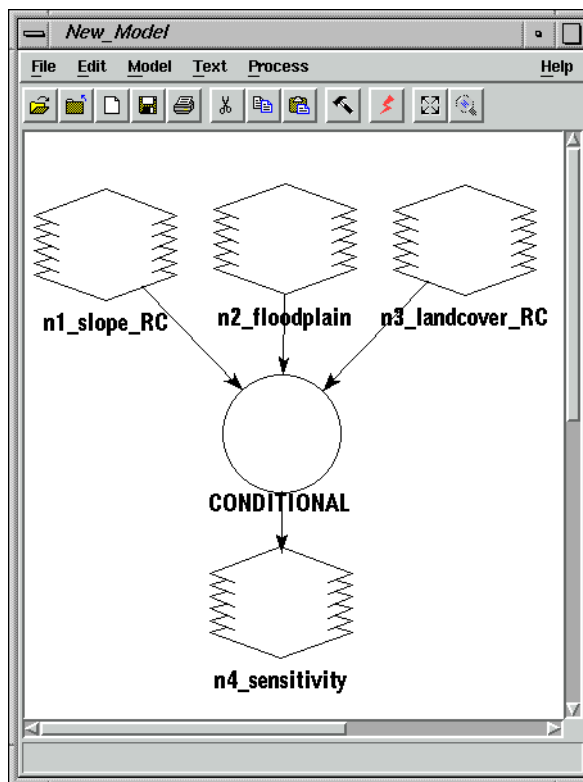 New_Model
File Edit Model Text Process Help
n1_slope_RC n2_floodplain n3_landcover_RC
CONDITIONAL
n4_sensitivity